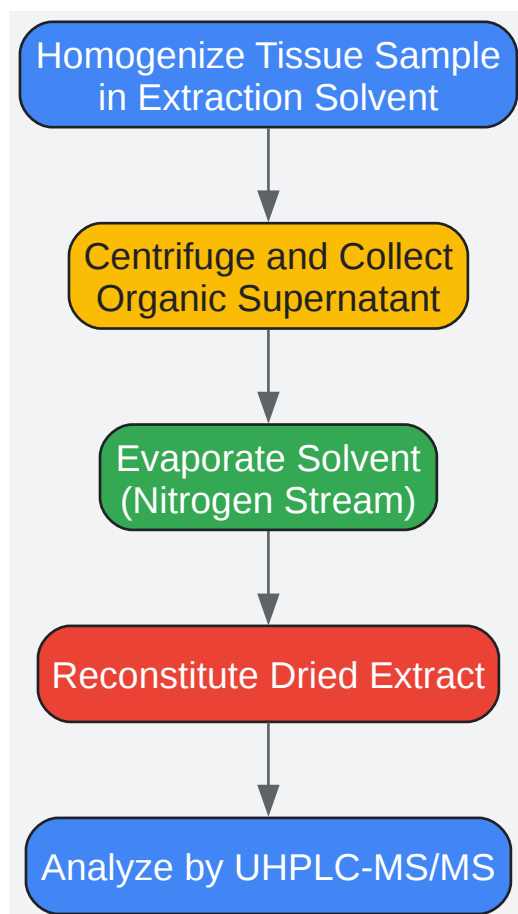 Homogenize Tissue Sample
in Extraction Solvent
Centrifuge and Collect
Organic Supernatant
Evaporate Solvent
(Nitrogen Stream)
Reconstitute Dried Extract
Analyze by UHPLC-MS/MS